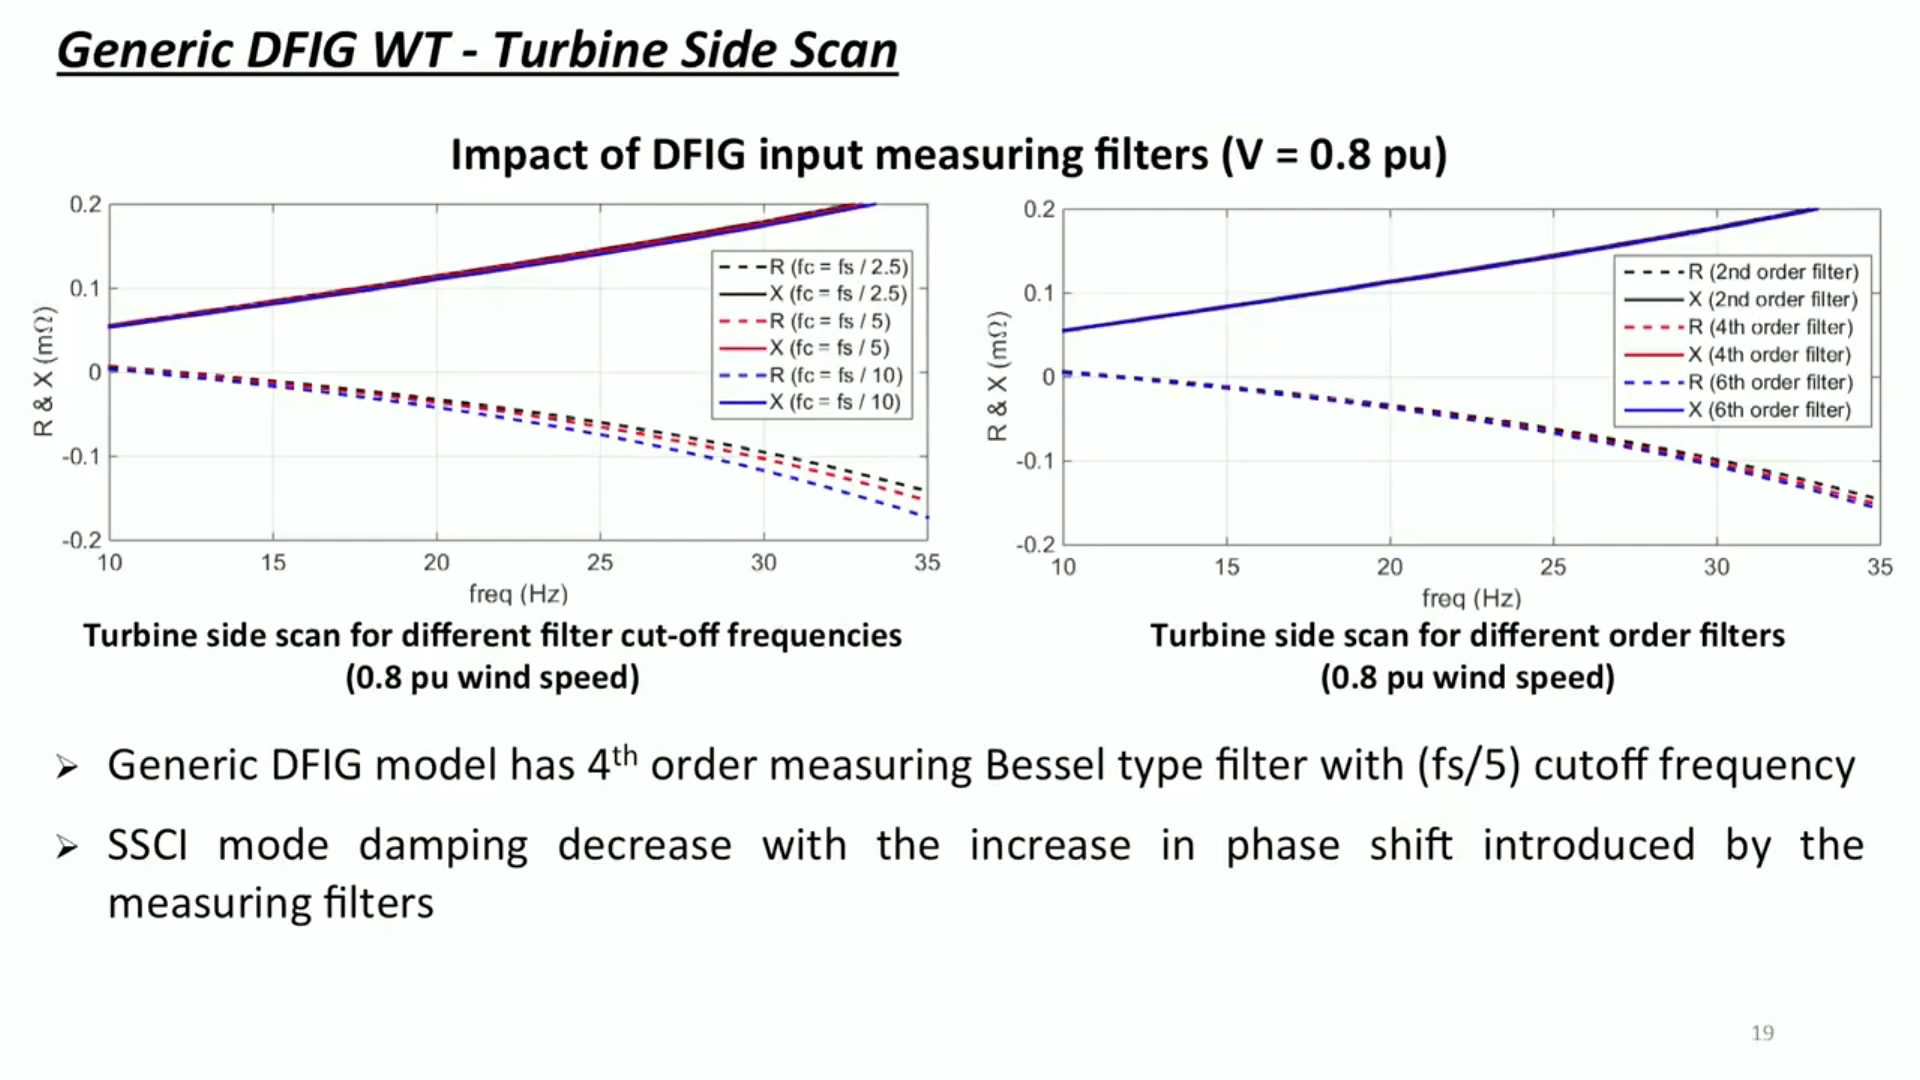 Generic DFIG WT - Turbine Side Scan
Impact of DFIG input measuring filters (V = 0.8 pu)
0.2
0.1
0
-0.1
-0.2
R & X (mΩ)
10 15 20 25 30 35
freq (Hz)
R (fc = fs / 2.5)
X (fc = fs / 2.5)
R (fc = fs / 5)
X (fc = fs / 5)
R (fc = fs / 10)
X (fc = fs / 10)
Turbine side scan for different filter cut-off frequencies
(0.8 pu wind speed)
0.2
0.1
0
-0.1
-0.2
R & X (mΩ)
10 15 20 25 30 35
freq (Hz)
R (2nd order filter)
X (2nd order filter)
R (4th order filter)
X (4th order filter)
R (6th order filter)
X (6th order filter)
Turbine side scan for different order filters
(0.8 pu wind speed)
➢ Generic DFIG model has 4th order measuring Bessel type filter with (fs/5) cutoff frequency
➢ SSCI mode damping decrease with the increase in phase shift introduced by the
measuring filters
19